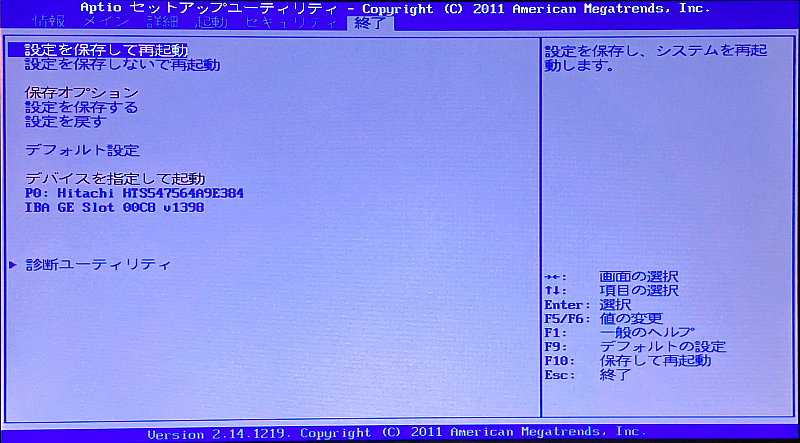 Aptio セットアップユーティリティ - Copyright (C) 2011 American Megatrends, Inc.
情報 メイン 詳細 起動 セキュリティ 終了
設定を保存して再起動
設定を保存しないで再起動
保存オプション
設定を保存する
設定を戻す
デフォルト設定
デバイスを指定して起動
P0: Hitachi HTS547564A9E384
IBA GE Slot 00C8 v1398
▶ 診断ユーティリティ
設定を保存し、システムを再起
動します。
→←: 画面の選択
↑↓: 項目の選択
Enter: 選択
F5/F6: 値の変更
F1: 一般のヘルプ
F9: デフォルトの設定
F10: 保存して再起動
Esc: 終了
Version 2.14.1219. Copyright (C) 2011 American Megatrends, Inc.